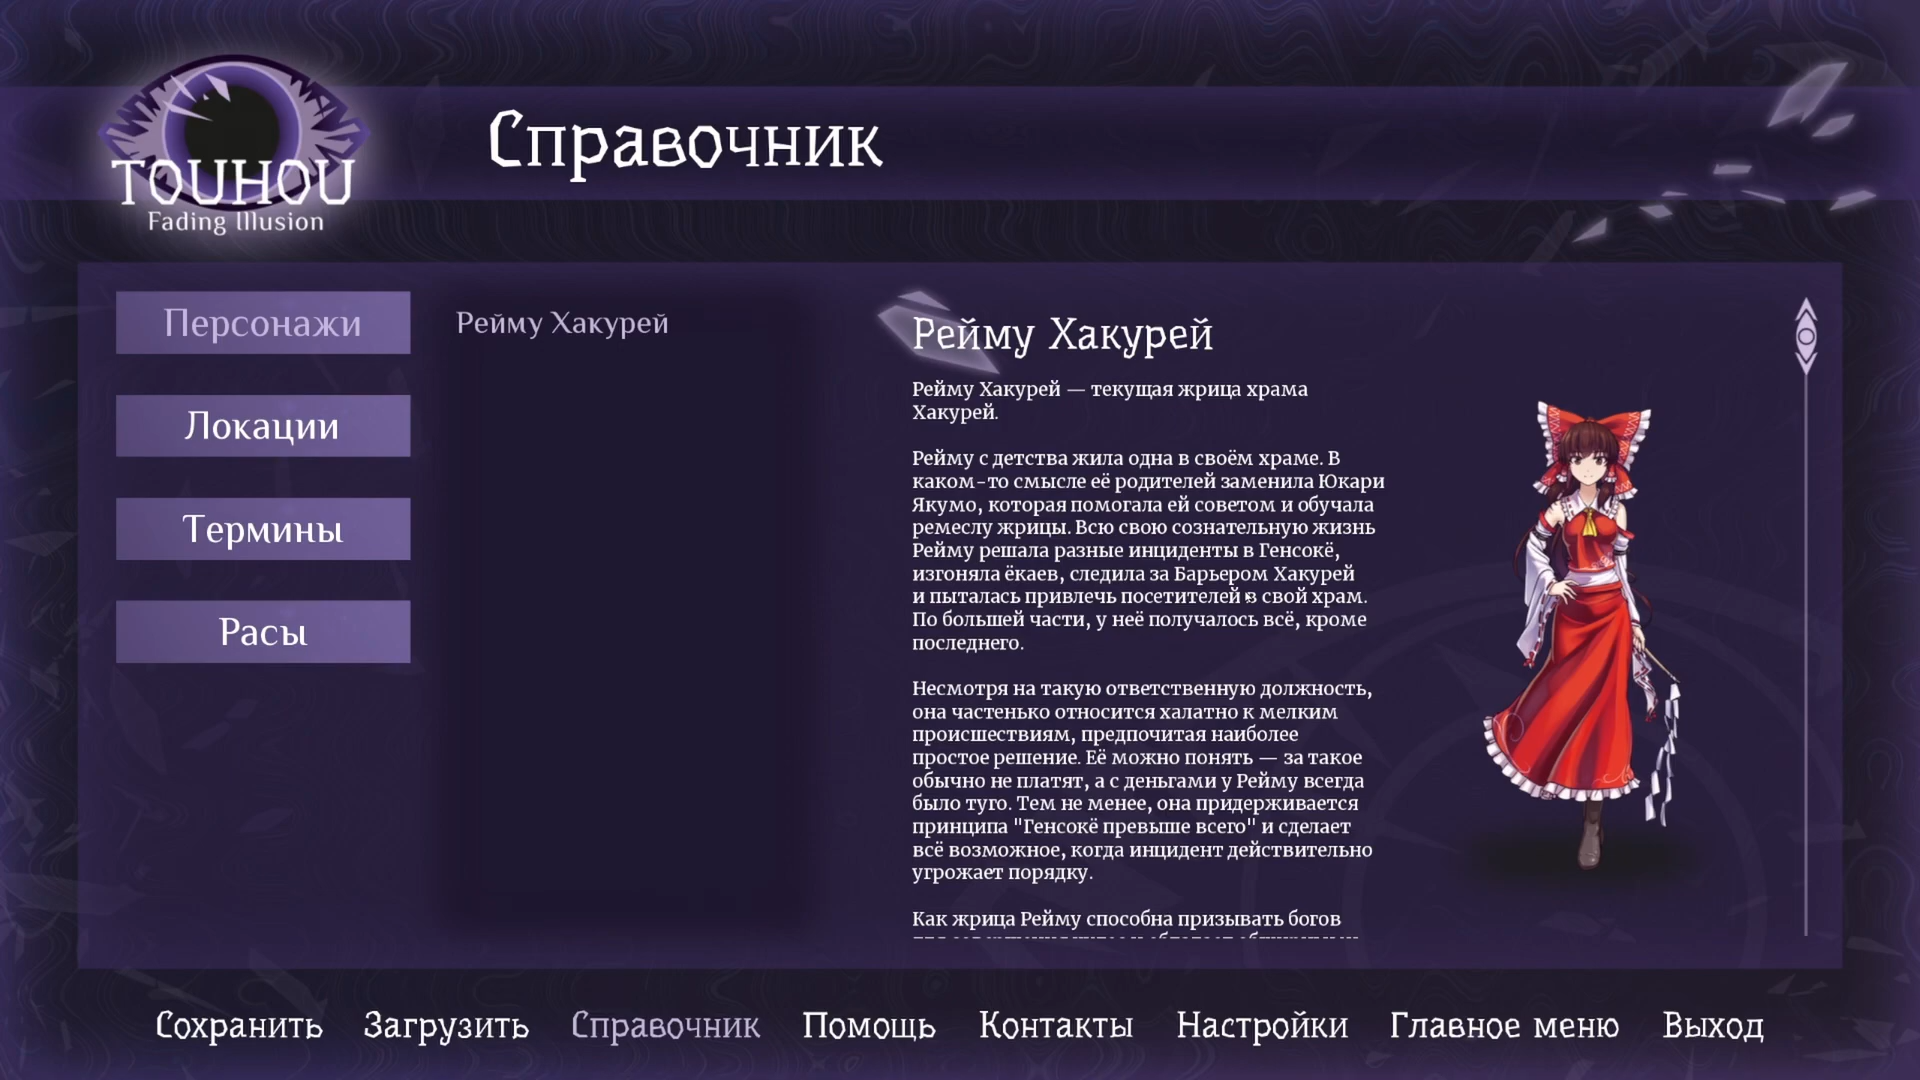 TOUHOU
Fading Illusion
Справочник
Персонажи
Локации
Термины
Расы
Рейму Хакурей
Рейму Хакурей
Рейму Хакурей — текущая жрица храма
Хакурей.
Рейму с детства жила одна в своём храме. В
каком-то смысле её родителей заменила Юкари
Якумо, которая помогала ей советом и обучала
ремеслу жрицы. Всю свою сознательную жизнь
Рейму решала разные инциденты в Генсокё,
изгоняла ёкаев, следила за Барьером Хакурей
и пыталась привлечь посетителей в свой храм.
По большей части, у неё получалось всё, кроме
последнего.
Несмотря на такую ответственную должность,
она частенько относится халатно к мелким
происшествиям, предпочитая наиболее
простое решение. Её можно понять — за такое
обычно не платят, а с деньгами у Рейму всегда
было туго. Тем не менее, она придерживается
принципа "Генсокё превыше всего" и сделает
всё возможное, когда инцидент действительно
угрожает порядку.
Как жрица Рейму способна призывать богов
Сохранить
Загрузить
Справочник
Помощь
Контакты
Настройки
Главное меню
Выход